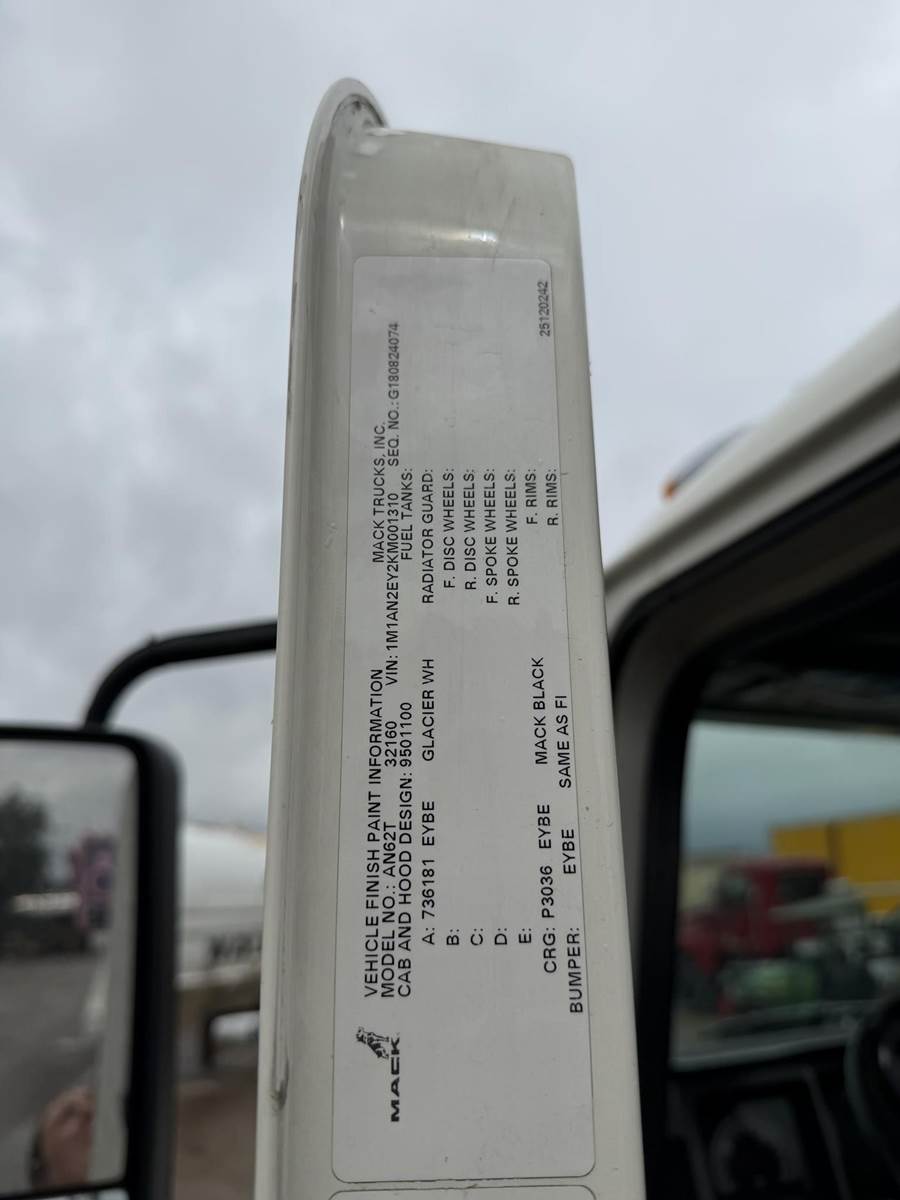 MACK
VEHICLE FINISH PAINT INFORMATION MACK TRUCKS, INC.
MODEL NO.: AN62T 32160 VIN: 1M1AN2EY2KM001310 SEQ. NO.: G180824074
CAB AND HOOD DESIGN: 9501100 FUEL TANKS:
A: 736181 EYBE GLACIER WH RADIATOR GUARD:
B: F. DISC WHEELS:
C: R. DISC WHEELS:
D: F. SPOKE WHEELS:
E: R. SPOKE WHEELS:
CRG: P3036 EYBE MACK BLACK F. RIMS:
BUMPER: EYBE SAME AS FI R. RIMS:
25120242